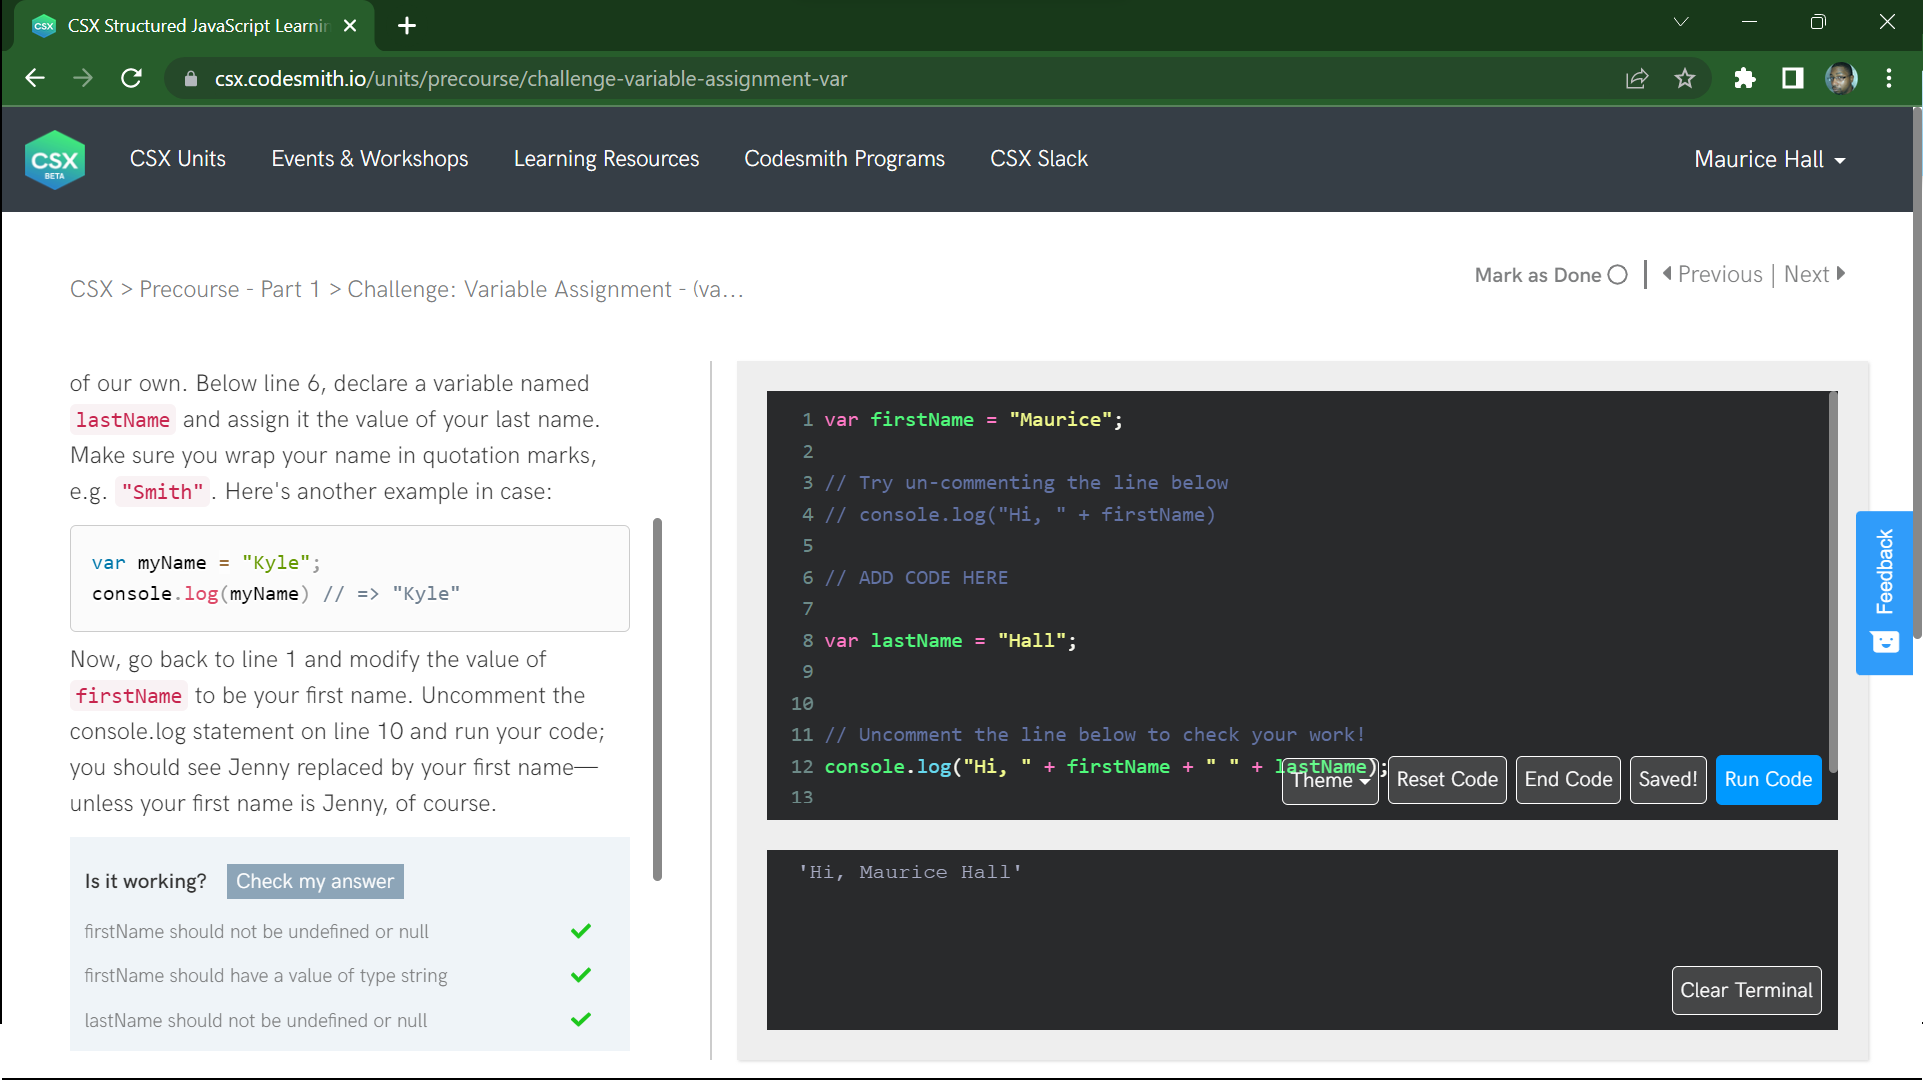 CSX Structured JavaScript Learnin
csx.codesmith.io/units/precourse/challenge-variable-assignment-var
CSX
BETA
CSX Units
Events & Workshops
Learning Resources
Codesmith Programs
CSX Slack
Maurice Hall
CSX > Precourse - Part 1 > Challenge: Variable Assignment - (va...
Mark as Done
Previous | Next
of our own. Below line 6, declare a variable named
lastName and assign it the value of your last name.
Make sure you wrap your name in quotation marks,
e.g. "Smith". Here's another example in case:
var myName = "Kyle";
console.log(myName) // => "Kyle"
Now, go back to line 1 and modify the value of
firstName to be your first name. Uncomment the
console.log statement on line 10 and run your code;
you should see Jenny replaced by your first name—
unless your first name is Jenny, of course.
Is it working? Check my answer
firstName should not be undefined or null
firstName should have a value of type string
lastName should not be undefined or null
1 var firstName = "Maurice";
2
3 // Try un-commenting the line below
4 // console.log("Hi, " + firstName)
5
6 // ADD CODE HERE
7
8 var lastName = "Hall";
9
10
11 // Uncomment the line below to check your work!
12 console.log("Hi, " + firstName + " " + lastName);
13
Theme
Reset Code
End Code
Saved!
Run Code
'Hi, Maurice Hall'
Clear Terminal
Feedback